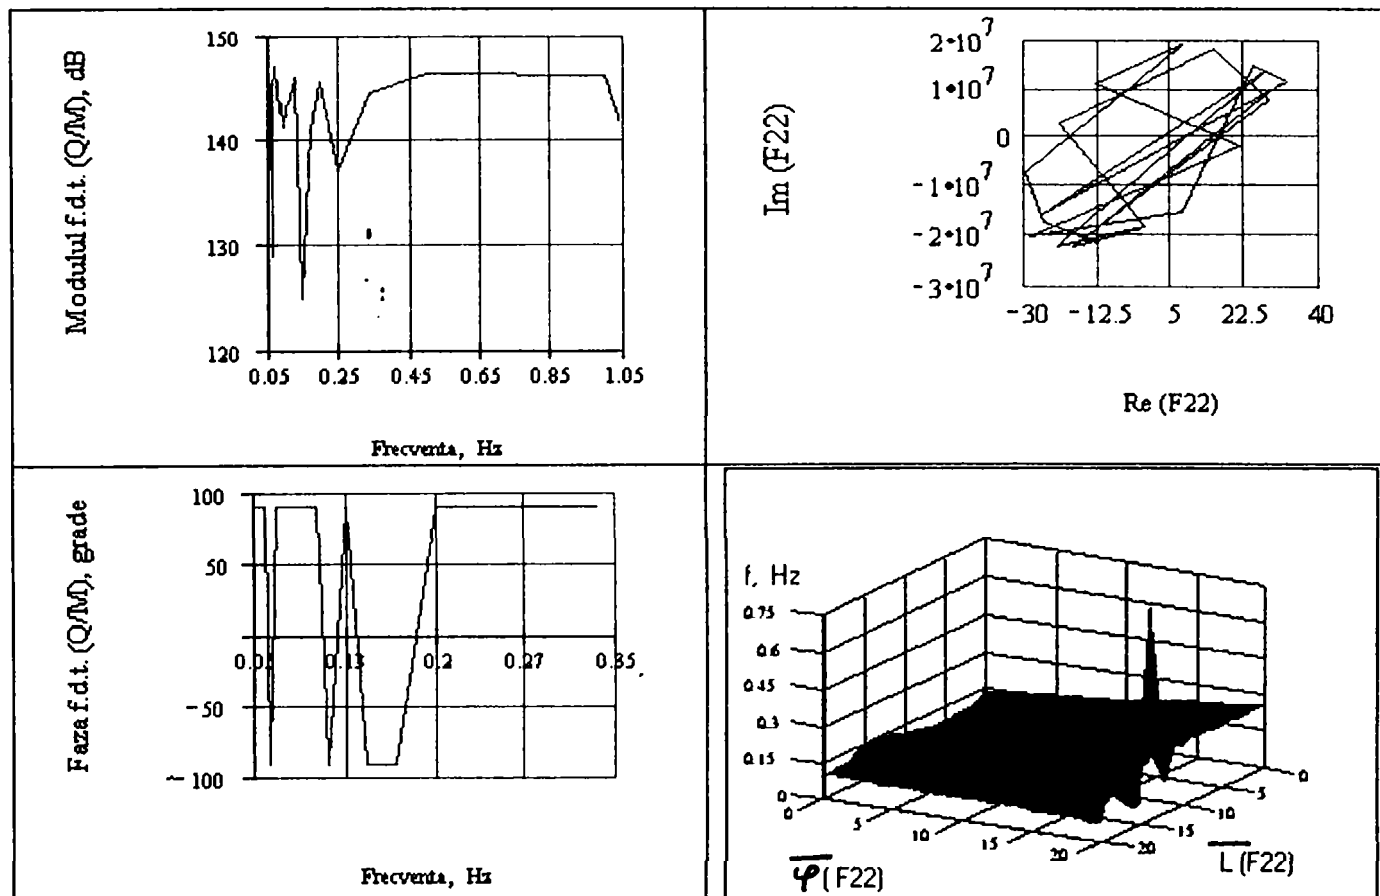 Modulul f.d.t. (Q/M), dB
150
140
130
120
0.05 0.25 0.45 0.65 0.85 1.05
Frecventa, Hz
Im (F22)
2•10^7
1•10^7
0
-1•10^7
-2•10^7
-3•10^7
-30 -12.5 5 22.5 40
Re (F22)
Faza f.d.t. (Q/M), grade
100
50
-50
-100
0.13 0.2 0.27 0.35
Frecventa, Hz
f, Hz
0.75
0.6
0.45
0.3
0.15
0
0 5 10 15 20
20 15 10 5 0
φ (F22)
L (F22)